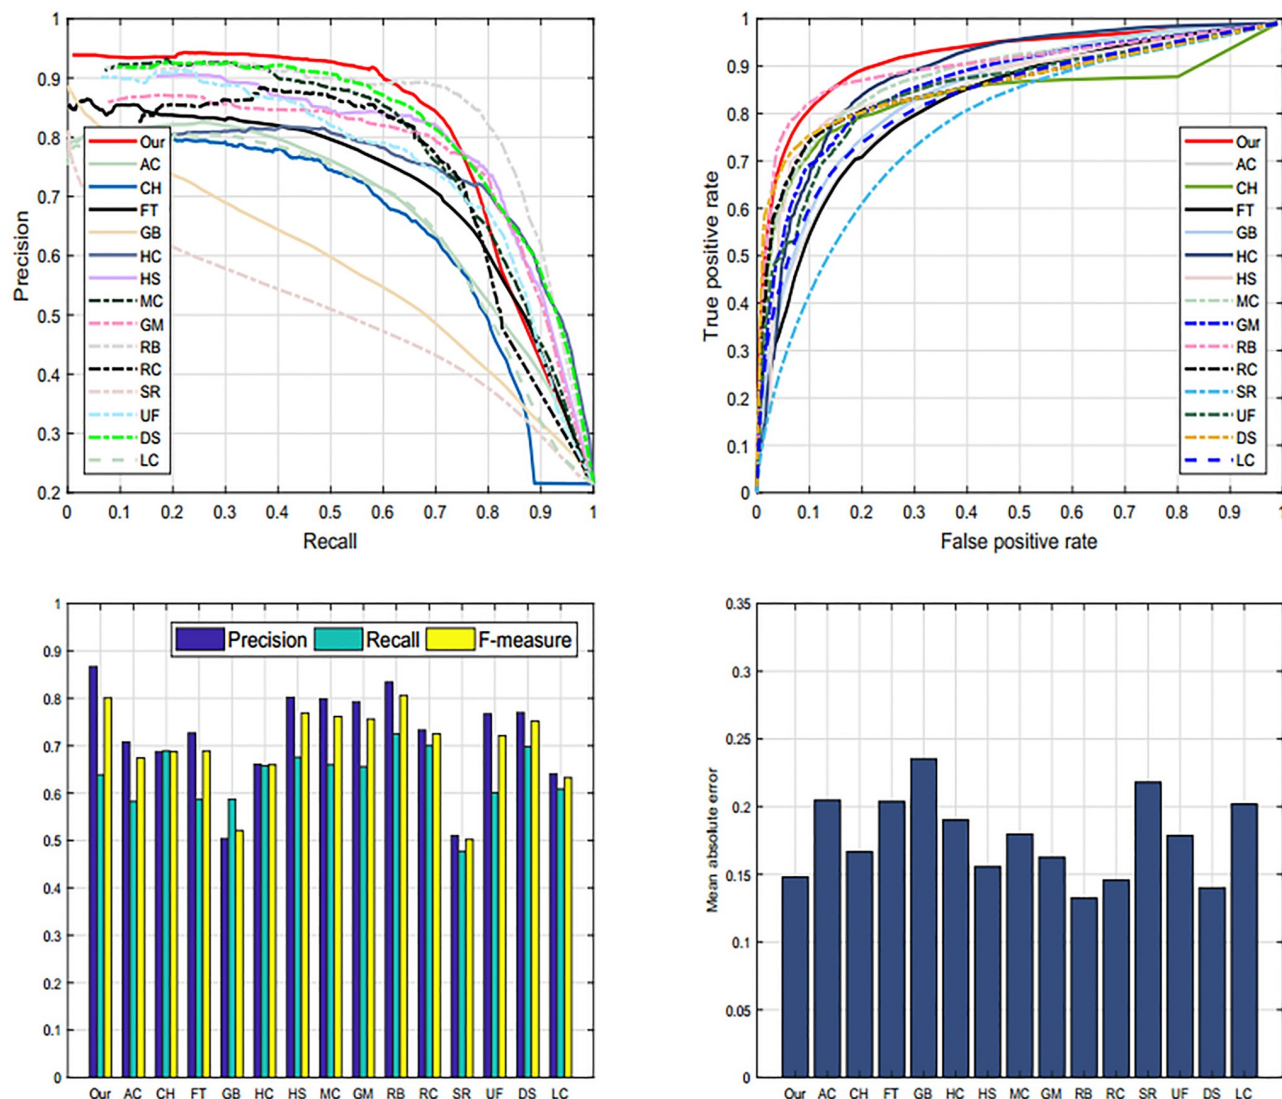 1
0.9
0.8
0.7
0.6
0.5
0.4
0.3
0.2
Precision
Our
AC
CH
FT
GB
HC
HS
MC
GM
RB
RC
SR
UF
DS
LC
0 0.1 0.2 0.3 0.4 0.5 0.6 0.7 0.8 0.9 1
Recall
1
0.9
0.8
0.7
0.6
0.5
0.4
0.3
0.2
0.1
0
True positive rate
Our
AC
CH
FT
GB
HC
HS
MC
GM
RB
RC
SR
UF
DS
LC
0 0.1 0.2 0.3 0.4 0.5 0.6 0.7 0.8 0.9 1
False positive rate
1
0.9
0.8
0.7
0.6
0.5
0.4
0.3
0.2
0.1
0
Precision Recall F-measure
Our AC CH FT GB HC HS MC GM RB RC SR UF DS LC
0.35
0.3
0.25
0.2
0.15
0.1
0.05
0
Mean absolute error
Our AC CH FT GB HC HS MC GM RB RC SR UF DS LC